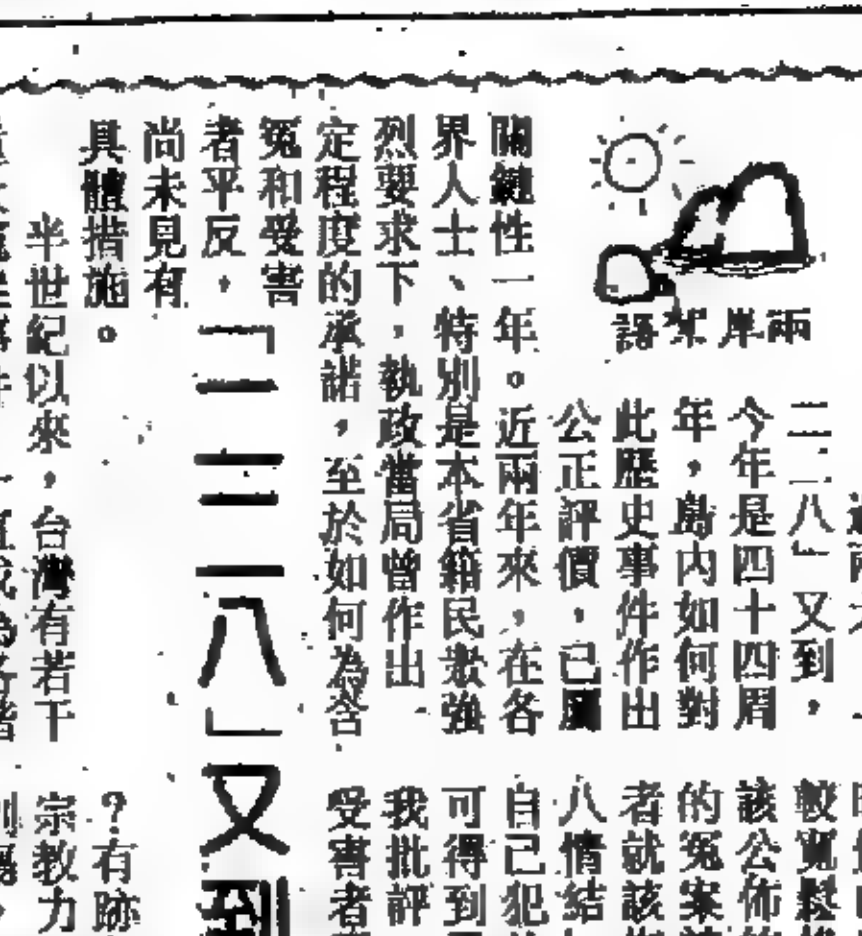 兩岸絮語
「二二八」又到
二二八」又到，
今年是四十四周
年，島內如何對
此歷史事件作出
公正評價，已屬
關鍵性一年。近兩年來，在各
界人士、特別是本省籍民眾強
烈要求下，執政當局曾作出
定程度的承諾，至於如何為含
冤和受害
者平反，
尚未見有
具體措施。
半世紀以來，台灣有若干
較寬鬆
該公佈
的冤案
者就該
八情結
自己犯
可得到
我批評
受害者
？有跡
宗教力